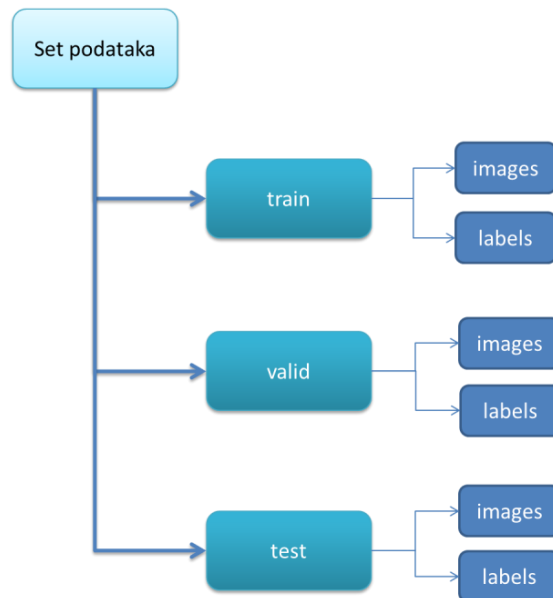 Set podataka
train
images
labels
valid
images
labels
test
images
labels